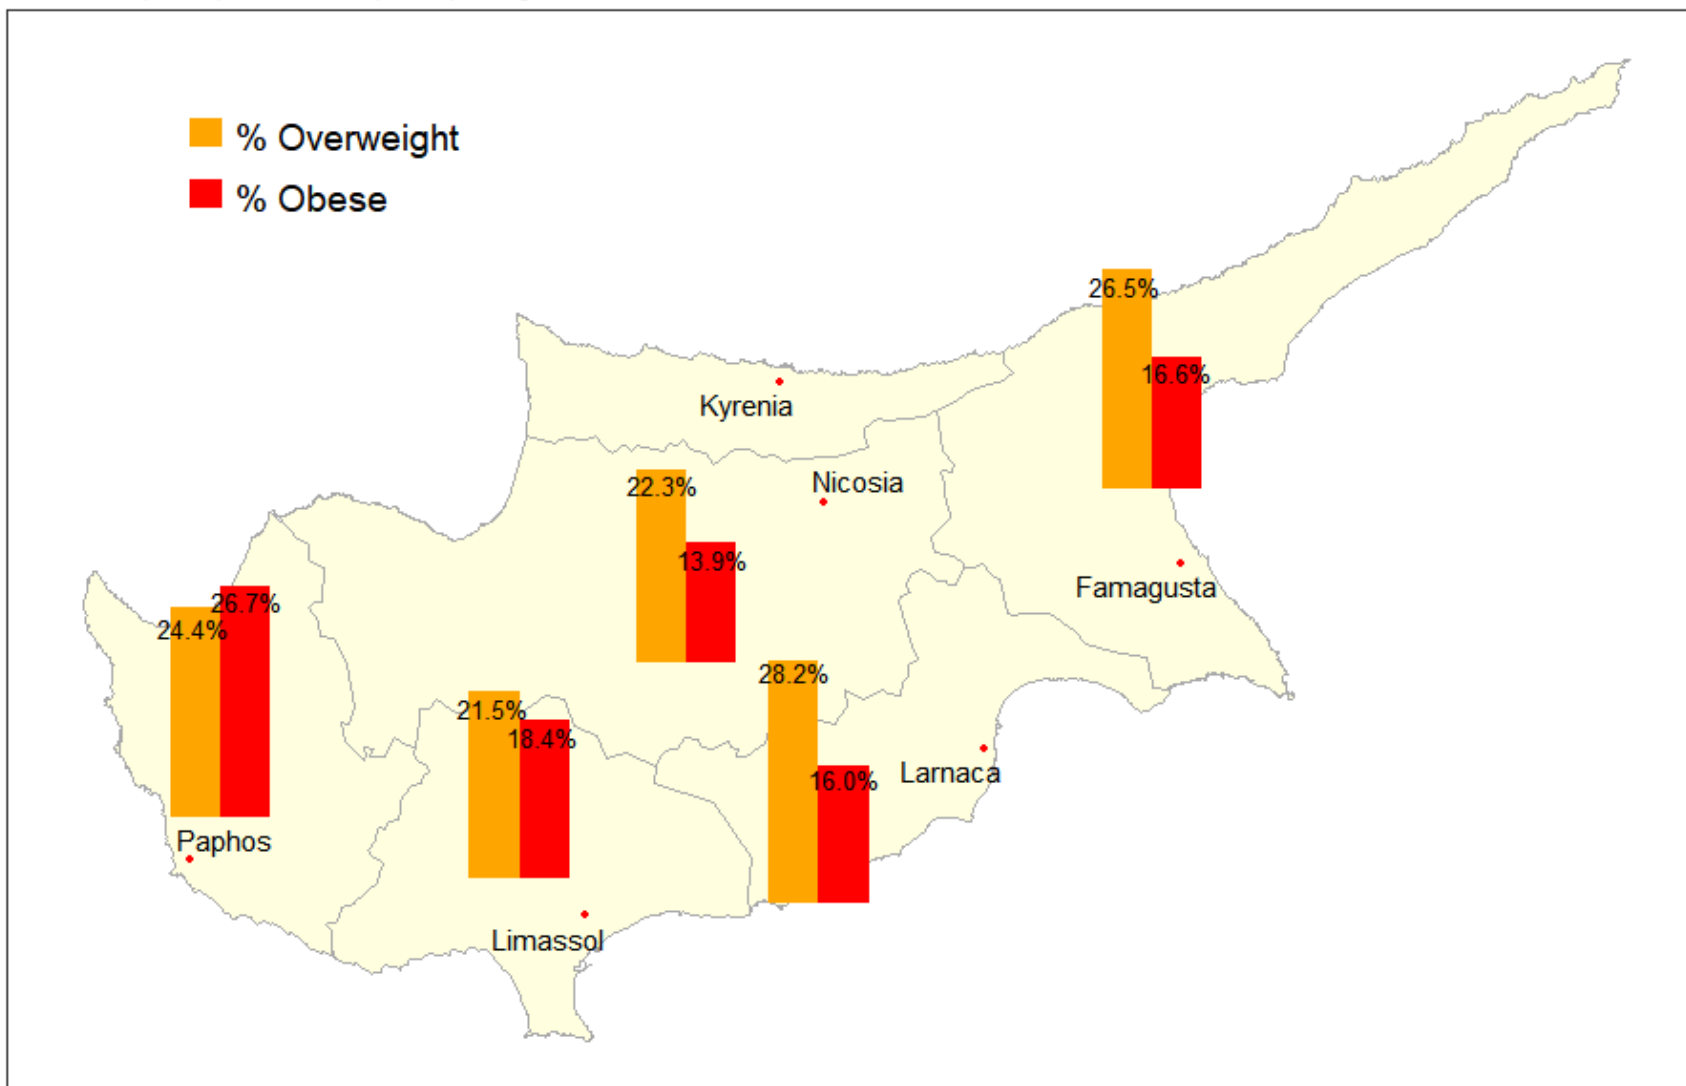 % Overweight
% Obese
26.5%
16.6%
Kyrenia
22.3%
Nicosia
13.9%
Famagusta
24.4%
26.7%
28.2%
21.5%
18.4%
16.0%
Larnaca
Paphos
Limassol